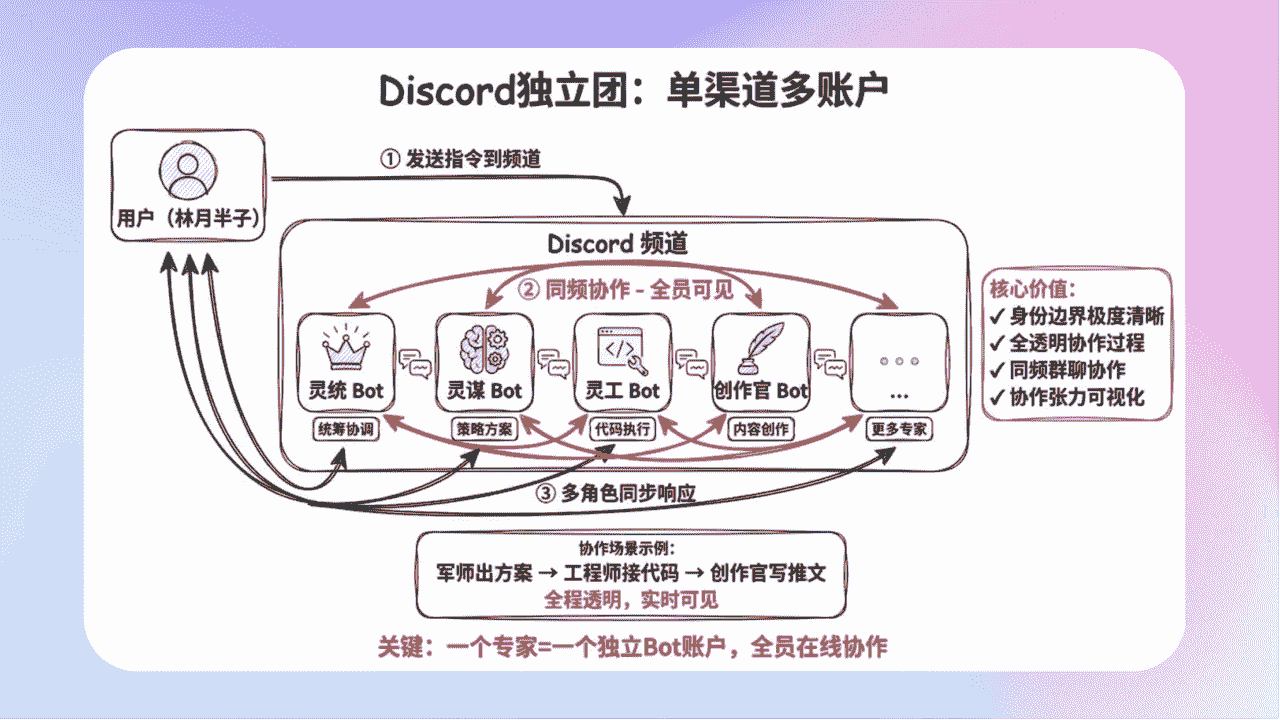 Discord独立团：单渠道多账户
用户（林月半子）
① 发送指令到频道
Discord 频道
② 同频协作 - 全员可见
灵统 Bot
灵谋 Bot
灵工 Bot
创作官 Bot
...
统筹协调
策略方案
代码执行
内容创作
更多专家
核心价值：
✓ 身份边界极度清晰
✓ 全透明协作过程
✓ 同频群聊协作
✓ 协作张力可视化
③ 多角色同步响应
协作场景示例：
军师出方案 → 工程师接代码 → 创作官写推文
全程透明，实时可见
关键：一个专家=一个独立Bot账户，全员在线协作